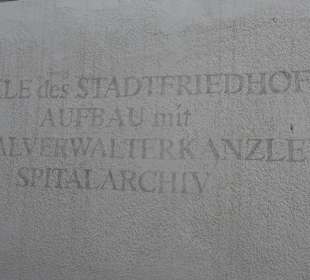 LE des STADTFRIEDHOF
AUFBAU mit
ALVERWALTERKANZLE
SPITALARCHIV